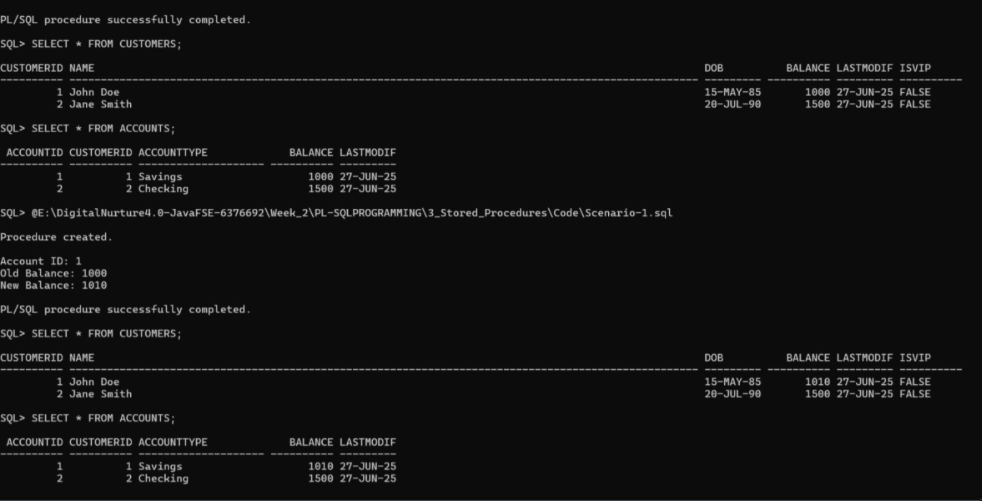 PL/SQL procedure successfully completed.
SQL> SELECT * FROM CUSTOMERS;
CUSTOMERID NAME DOB BALANCE LASTMODIF ISVIP
---------- ---------------------------------------------------------------------------------------------------- --------- ---------- --------- ----------
1 John Doe 15-MAY-85 1000 27-JUN-25 FALSE
2 Jane Smith 20-JUL-90 1500 27-JUN-25 FALSE
SQL> SELECT * FROM ACCOUNTS;
ACCOUNTID CUSTOMERID ACCOUNTTYPE BALANCE LASTMODIF
---------- ---------- -------------------- ---------- ---------
1 1 Savings 1000 27-JUN-25
2 2 Checking 1500 27-JUN-25
SQL> @E:\DigitalNurture4.0-JavaFSE-6376692\Week_2\PL-SQLPROGRAMMING\3_Stored_Procedures\Code\Scenario-1.sql
Procedure created.
Account ID: 1
Old Balance: 1000
New Balance: 1010
PL/SQL procedure successfully completed.
SQL> SELECT * FROM CUSTOMERS;
CUSTOMERID NAME DOB BALANCE LASTMODIF ISVIP
---------- ---------------------------------------------------------------------------------------------------- --------- ---------- --------- ----------
1 John Doe 15-MAY-85 1010 27-JUN-25 FALSE
2 Jane Smith 20-JUL-90 1500 27-JUN-25 FALSE
SQL> SELECT * FROM ACCOUNTS;
ACCOUNTID CUSTOMERID ACCOUNTTYPE BALANCE LASTMODIF
---------- ---------- -------------------- ---------- ---------
1 1 Savings 1010 27-JUN-25
2 2 Checking 1500 27-JUN-25